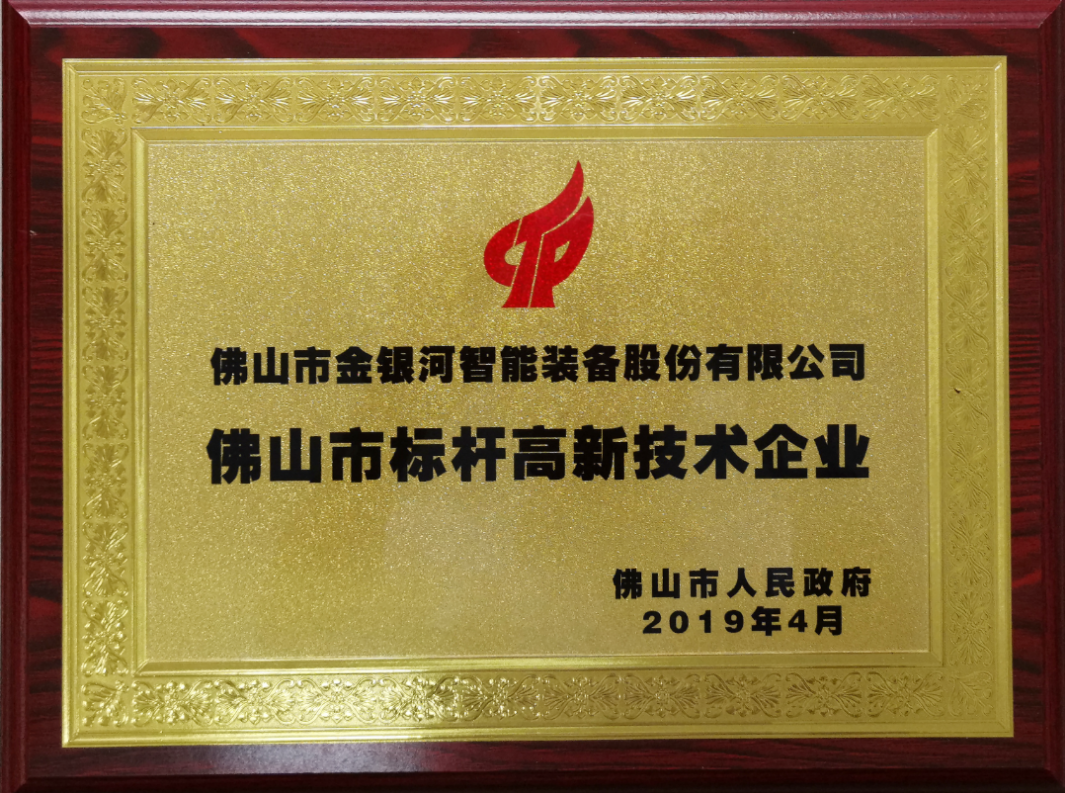 佛山市金银河智能装备股份有限公司
佛山市标杆高新技术企业
佛山市人民政府
2019年4月